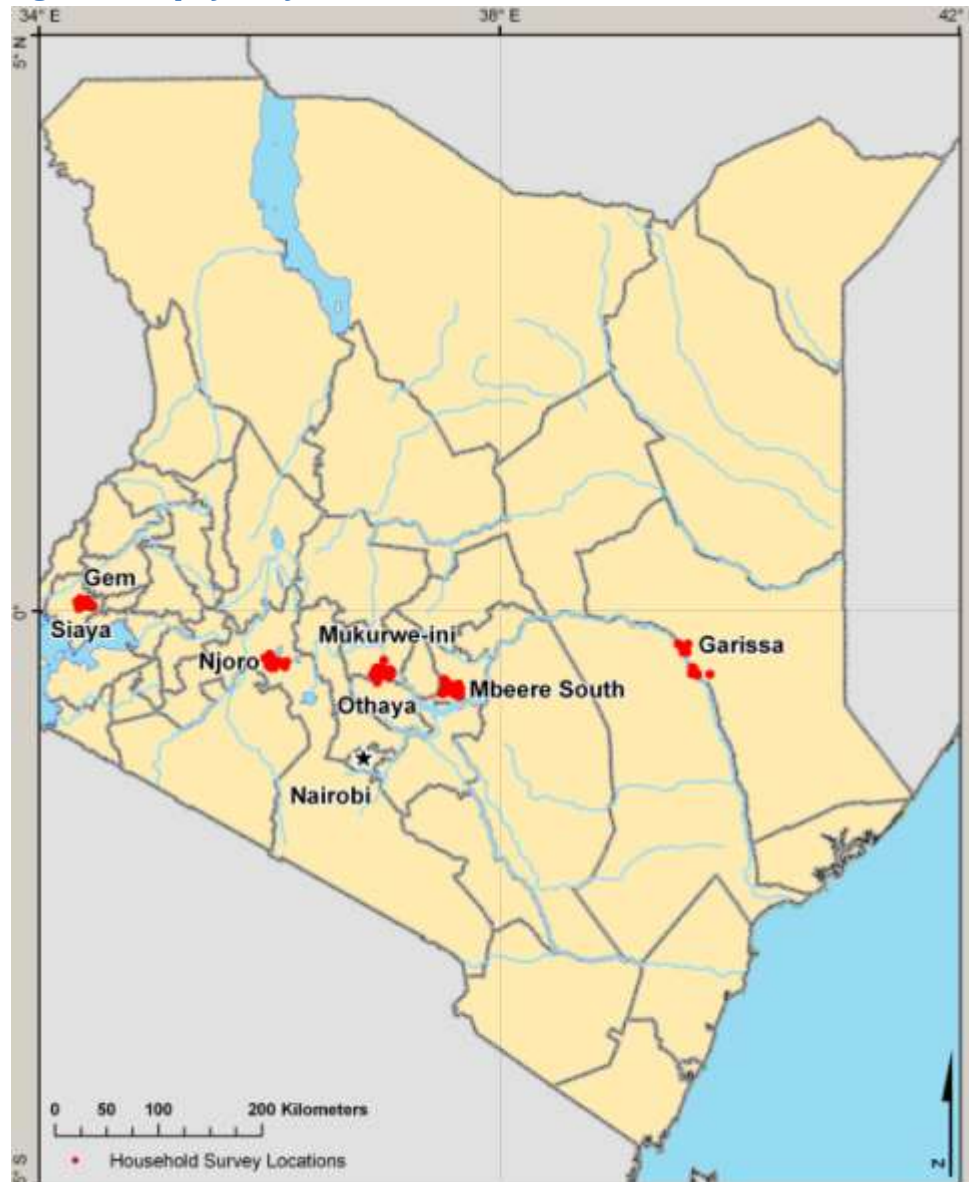 34° E
38° E
42°
5° N
Gem
Siaya
Mukurwe-ini
Njoro
Garissa
Othaya
Mbeere South
Nairobi
0°
0 50 100 200 Kilometers
Household Survey Locations
5° S
N